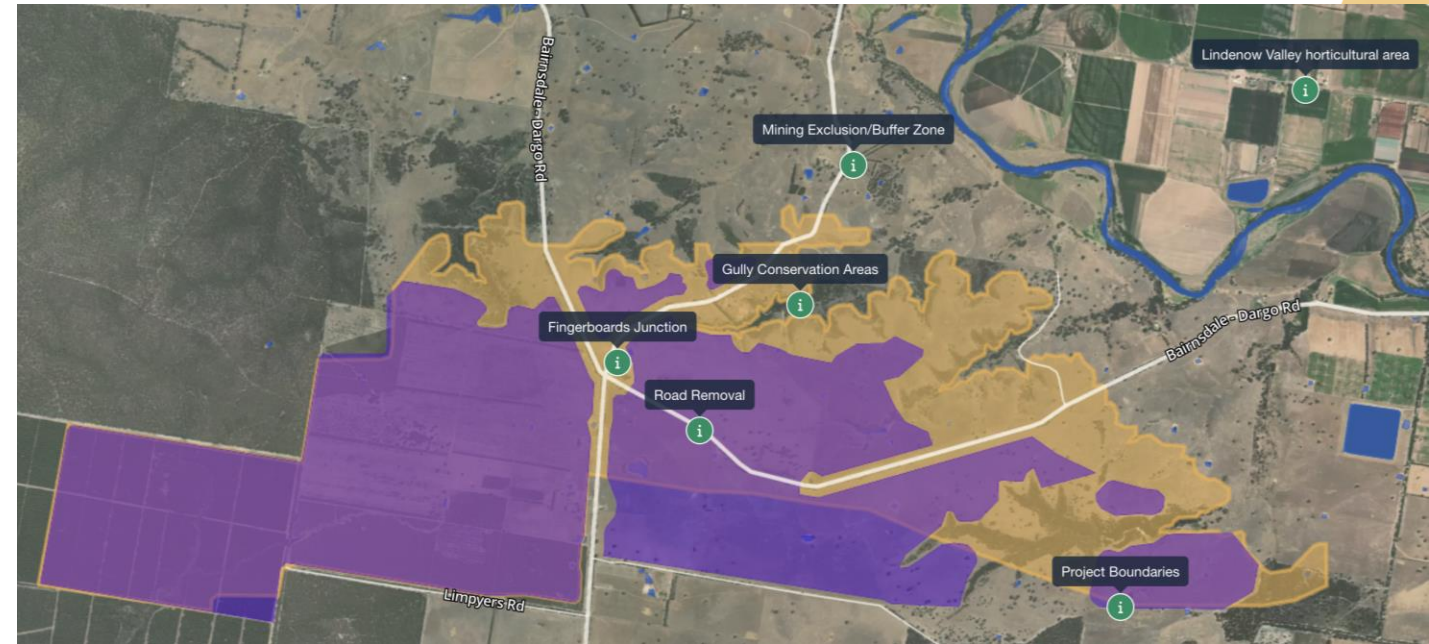 Bairnsdale - Dargo Rd
Lindenow Valley horticultural area
i
Mining Exclusion/Buffer Zone
i
Gully Conservation Areas
i
Fingerboards Junction
i
Bairnsdale - Dargo Rd
Road Removal
i
Project Boundaries
i
Limpyers Rd